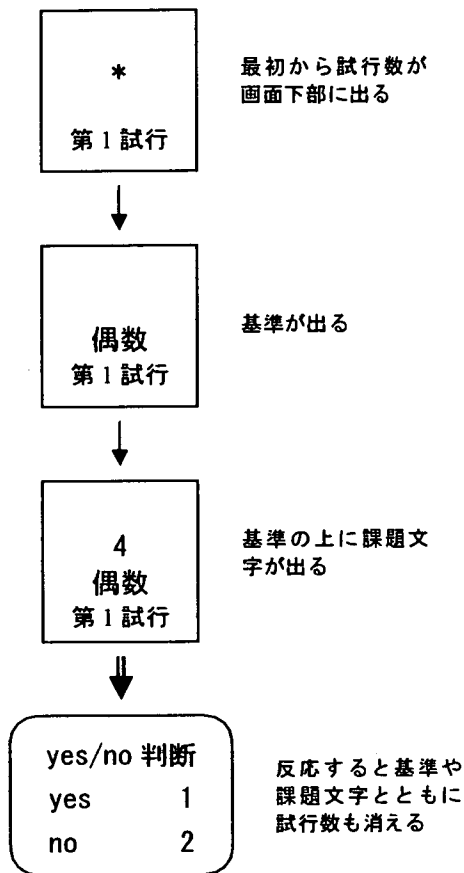 *
第1試行
最初から試行数が
画面下部に出る
偶数
第1試行
基準が出る
4
偶数
第1試行
基準の上に課題文
字が出る
yes/no 判断
yes 1
no 2
反応すると基準や
課題文字とともに
試行数も消える